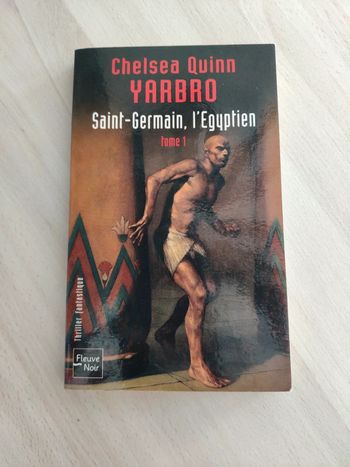 Chelsea Quinn
YARBRO
Saint-Germain, l'Egyptien
tome 1
Thriller fantastique
Fleuve
Noir